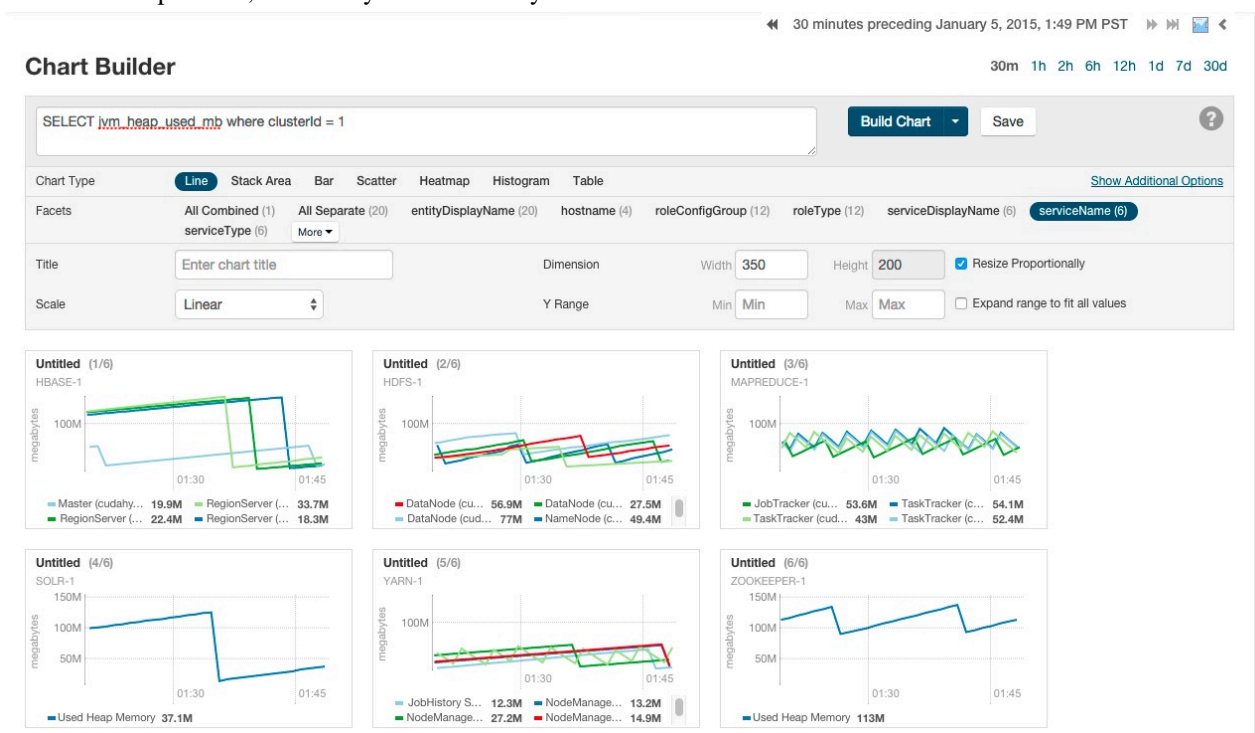 30 minutes preceding January 5, 2015, 1:49 PM PST
Chart Builder
30m 1h 2h 6h 12h 1d 7d 30d
SELECT jvm_heap_used_mb where clusterId = 1
Build Chart Save ?
Chart Type Line Stack Area Bar Scatter Heatmap Histogram Table Show Additional Options
Facets All Combined (1) All Separate (20) entityDisplayName (20) hostname (4) roleConfigGroup (12) roleType (12) serviceDisplayName (6) serviceName (6)
serviceType (6) More
Title Enter chart title Dimension Width 350 Height 200 Resize Proportionally
Scale Linear Y Range Min Min Max Max Expand range to fit all values
Untitled (1/6)
HBASE-1
megabytes
100M
01:30 01:45
Master (cudahy... 19.9M RegionServer (... 33.7M
RegionServer (... 22.4M RegionServer (... 18.3M
Untitled (2/6)
HDFS-1
megabytes
100M
01:30 01:45
DataNode (cu... 56.9M DataNode (cu... 27.5M
DataNode (cud... 77M NameNode (c... 49.4M
Untitled (3/6)
MAPREDUCE-1
megabytes
100M
01:30 01:45
JobTracker (cu... 53.6M TaskTracker (c... 54.1M
TaskTracker (cud... 43M TaskTracker (c... 52.4M
Untitled (4/6)
SOLR-1
megabytes
150M
100M
50M
01:30 01:45
Used Heap Memory 37.1M
Untitled (5/6)
YARN-1
megabytes
100M
01:30 01:45
JobHistory S... 12.3M NodeManage... 13.2M
NodeManage... 27.2M NodeManage... 14.9M
Untitled (6/6)
ZOOKEEPER-1
megabytes
150M
100M
50M
01:30 01:45
Used Heap Memory 113M